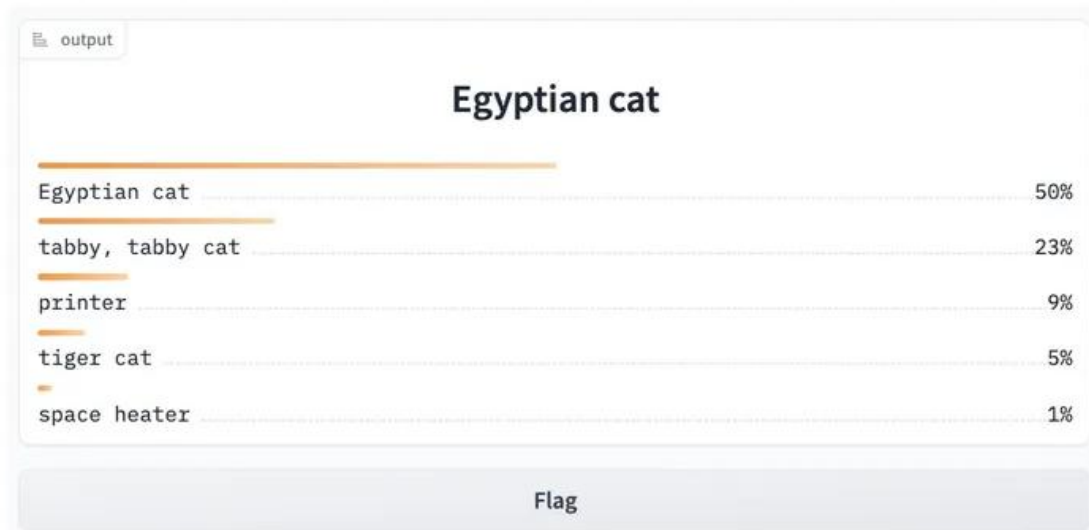 output
Egyptian cat
Egyptian cat 50%
tabby, tabby cat 23%
printer 9%
tiger cat 5%
space heater 1%
Flag